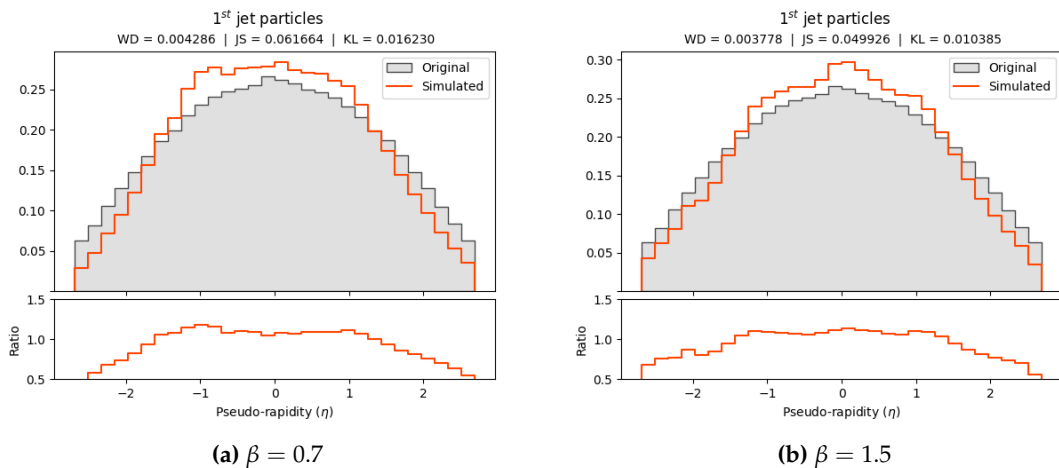 1st jet particles
WD = 0.004286 | JS = 0.061664 | KL = 0.016230
Original
Simulated
0.25
0.20
0.15
0.10
0.05
1.5
1.0
0.5
Ratio
−2 −1 0 1 2
Pseudo-rapidity (η)
(a) β = 0.7
1st jet particles
WD = 0.003778 | JS = 0.049926 | KL = 0.010385
Original
Simulated
0.30
0.25
0.20
0.15
0.10
0.05
1.5
1.0
0.5
Ratio
−2 −1 0 1 2
Pseudo-rapidity (η)
(b) β = 1.5